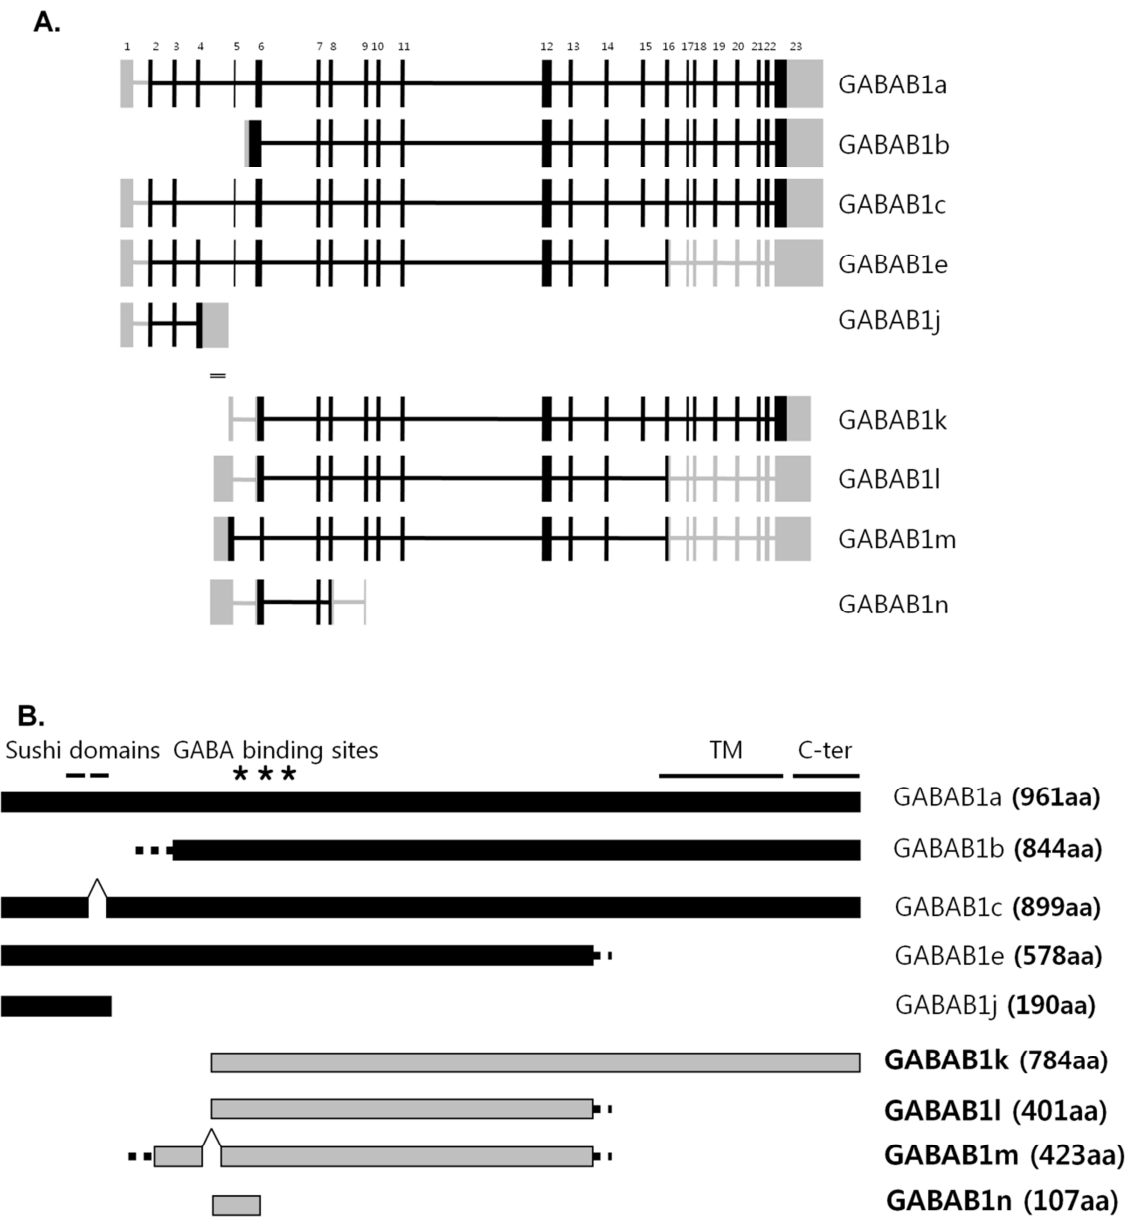 A.
1 2 3 4 5 6 7 8 9 10 11 12 13 14 15 16 17 18 19 20 21 22 23
GABAB1a
GABAB1b
GABAB1c
GABAB1e
GABAB1j
GABAB1k
GABAB1l
GABAB1m
GABAB1n
B.
Sushi domains GABA binding sites TM C-ter
* * *
GABAB1a (961aa)
GABAB1b (844aa)
GABAB1c (899aa)
GABAB1e (578aa)
GABAB1j (190aa)
GABAB1k (784aa)
GABAB1l (401aa)
GABAB1m (423aa)
GABAB1n (107aa)